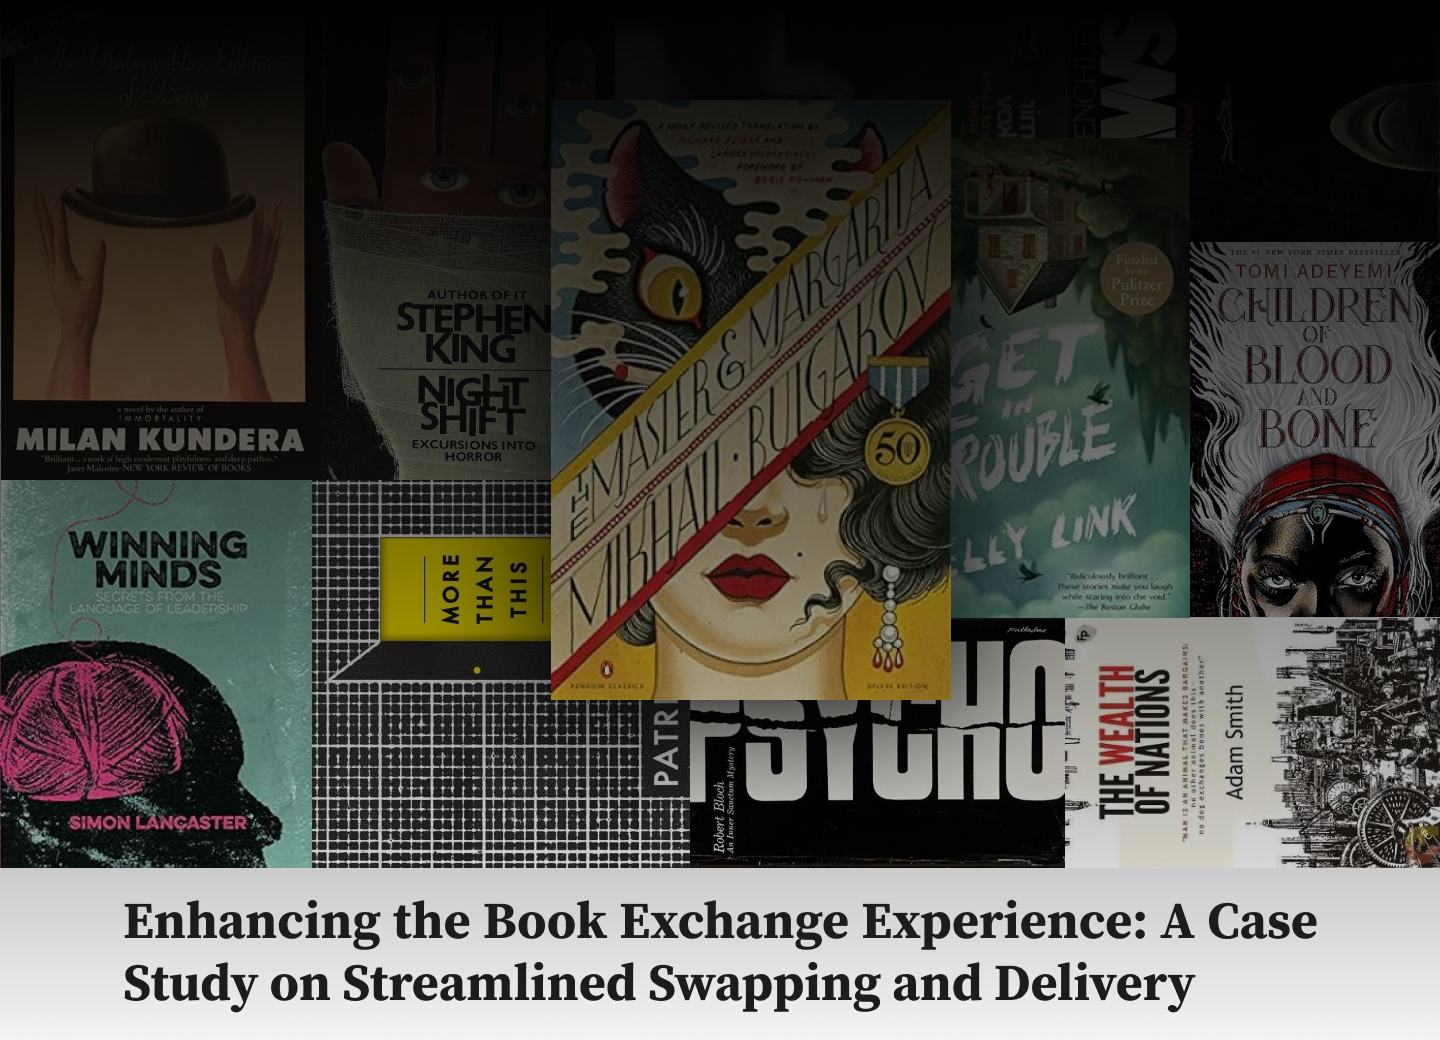 The Unbearable Lightness
of Being
a novel by the author of
IMMORTALITY
MILAN KUNDERA
"Brilliant... a work of high modernist playfulness and deep pathos."
Janet Malcolm-NEW YORK REVIEW OF BOOKS
AUTHOR OF IT
STEPHEN
KING
NIGHT
SHIFT
EXCURSIONS INTO
HORROR
A NEWLY REVISED TRANSLATION BY
RICHARD PEVEAR AND
LARISSA VOLOKHONSKY
FOREWORD BY
BORIS FISHMAN
THE MASTER & MARGARITA
MIKHAIL · BULGAKOV
50
PENGUIN CLASSICS
DELUXE EDITION
Finalist
for the
Pulitzer
Prize
GET
IN
ROUBLE
ELLY LINK
"Ridiculously brilliant . . .
These stories make you laugh
while staring into the void."
—The Boston Globe
THE #1 NEW YORK TIMES BESTSELLER
TOMI ADEYEMI
CHILDREN
OF
BLOOD
AND
BONE
WINNING
MINDS
SECRETS FROM THE
LANGUAGE OF LEADERSHIP
SIMON LANCASTER
MORE
THAN
THIS
PATR
PSYCHO
Robert Bloch
An Inner Sanctum Mystery
THE WEALTH
OF NATIONS
"MAN IS AN ANIMAL THAT MAKES BARGAINS:
no other animal does this -
no dog exchanges bones with another."
Adam Smith
Enhancing the Book Exchange Experience: A Case
Study on Streamlined Swapping and Delivery